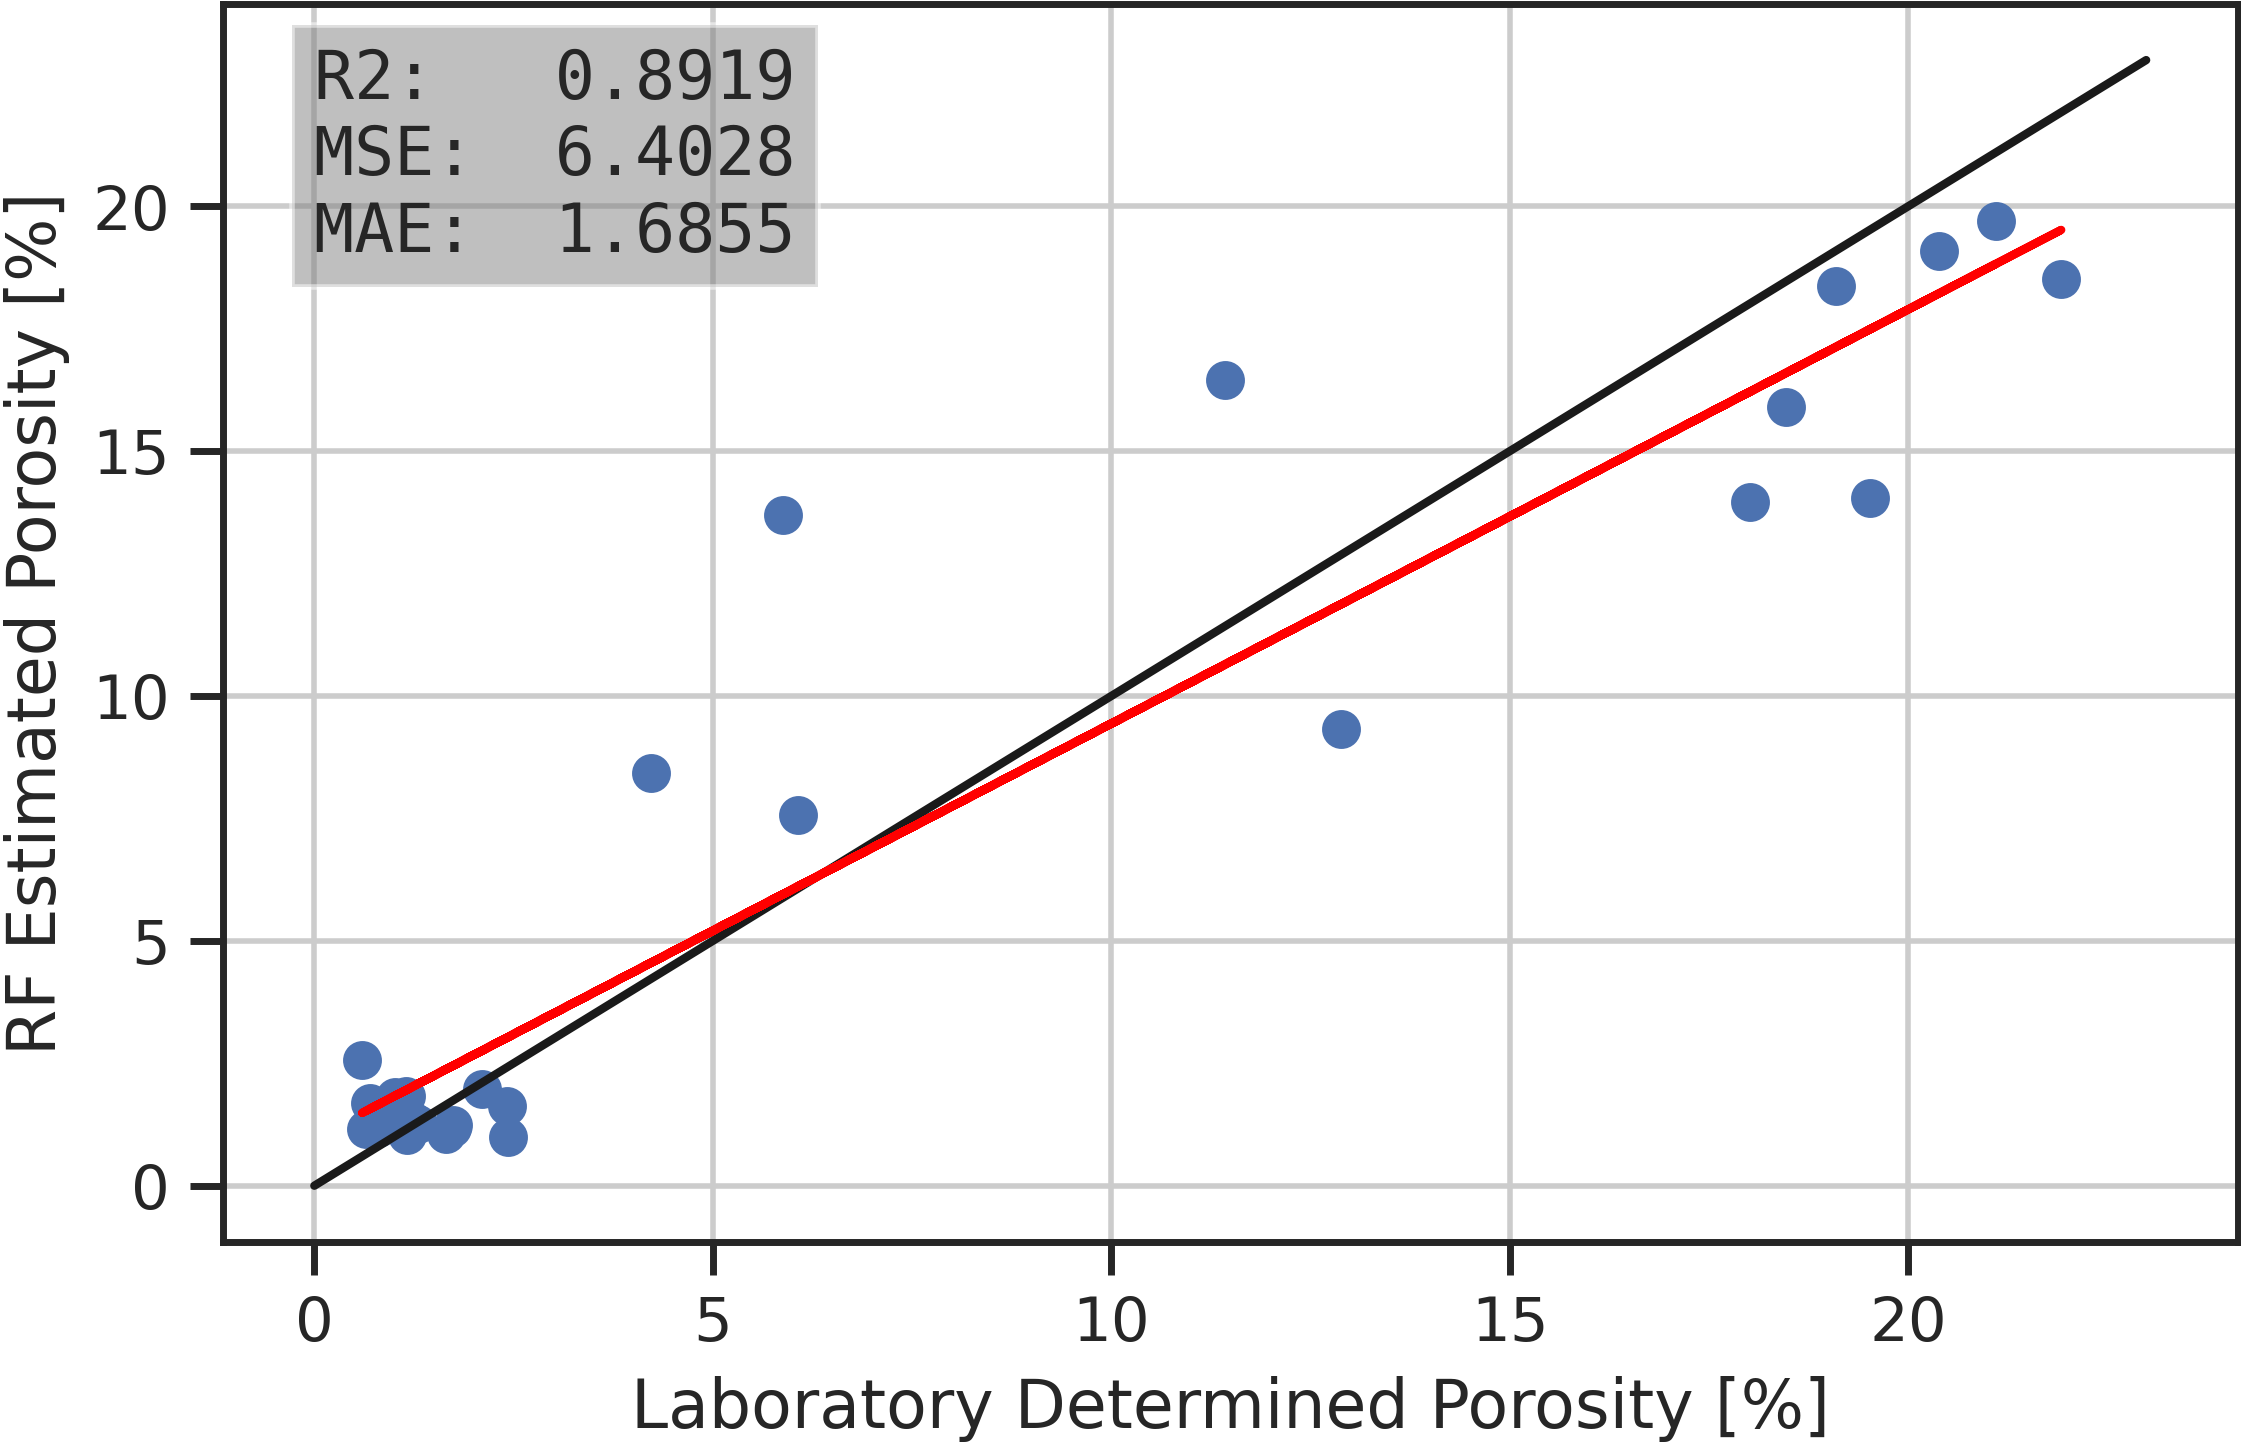 R2: 0.8919
MSE: 6.4028
MAE: 1.6855
RF Estimated Porosity [%]
20
15
10
5
0
0 5 10 15 20
Laboratory Determined Porosity [%]